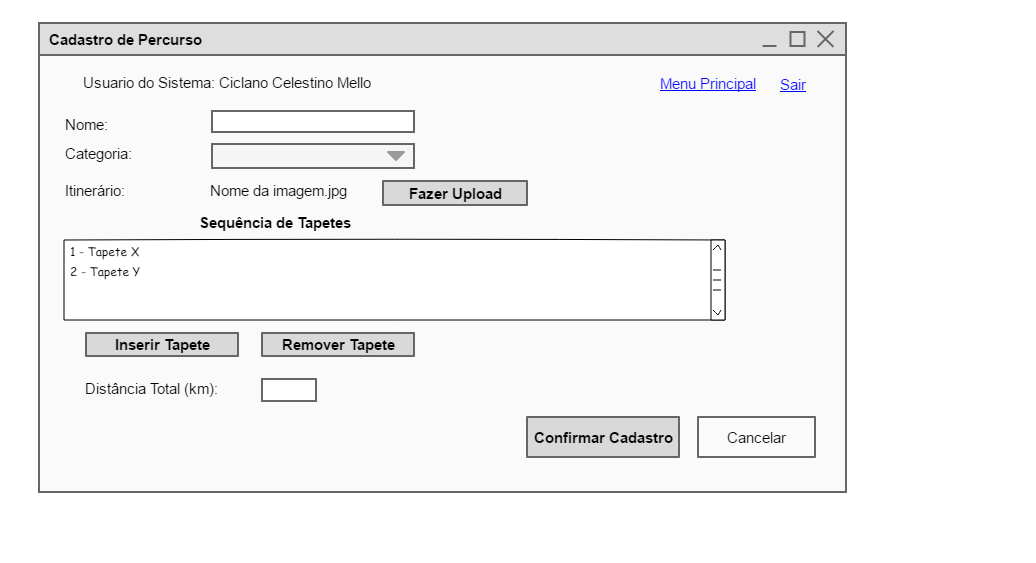 Cadastro de Percurso
Usuario do Sistema: Ciclano Celestino Mello
Menu Principal
Sair
Nome:
Categoria:
Itinerário:
Nome da imagem.jpg
Fazer Upload
Sequência de Tapetes
1 - Tapete X
2 - Tapete Y
Inserir Tapete
Remover Tapete
Distância Total (km):
Confirmar Cadastro
Cancelar